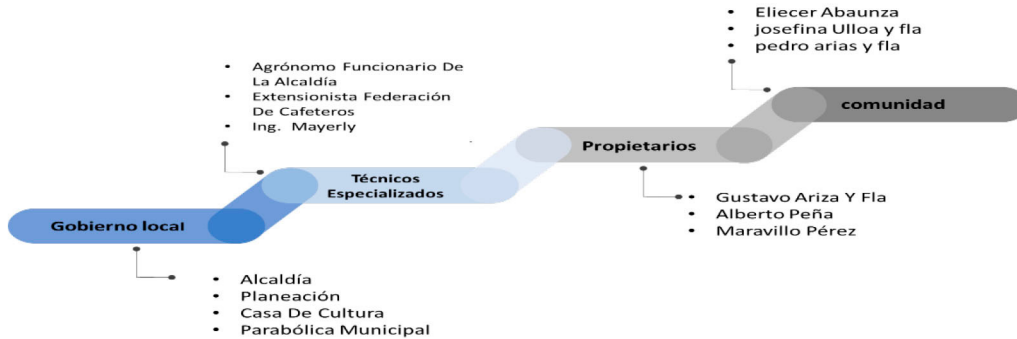 • Eliecer Abaunza
• josefina Ulloa y fla
• pedro arias y fla
comunidad
• Agrónomo Funcionario De
La Alcaldía
• Extensionista Federación
De Cafeteros
• Ing. Mayerly
Propietarios
Técnicos
Especializados
• Gustavo Ariza Y Fla
• Alberto Peña
• Maravillo Pérez
Gobierno local
• Alcaldía
• Planeación
• Casa De Cultura
• Parabólica Municipal